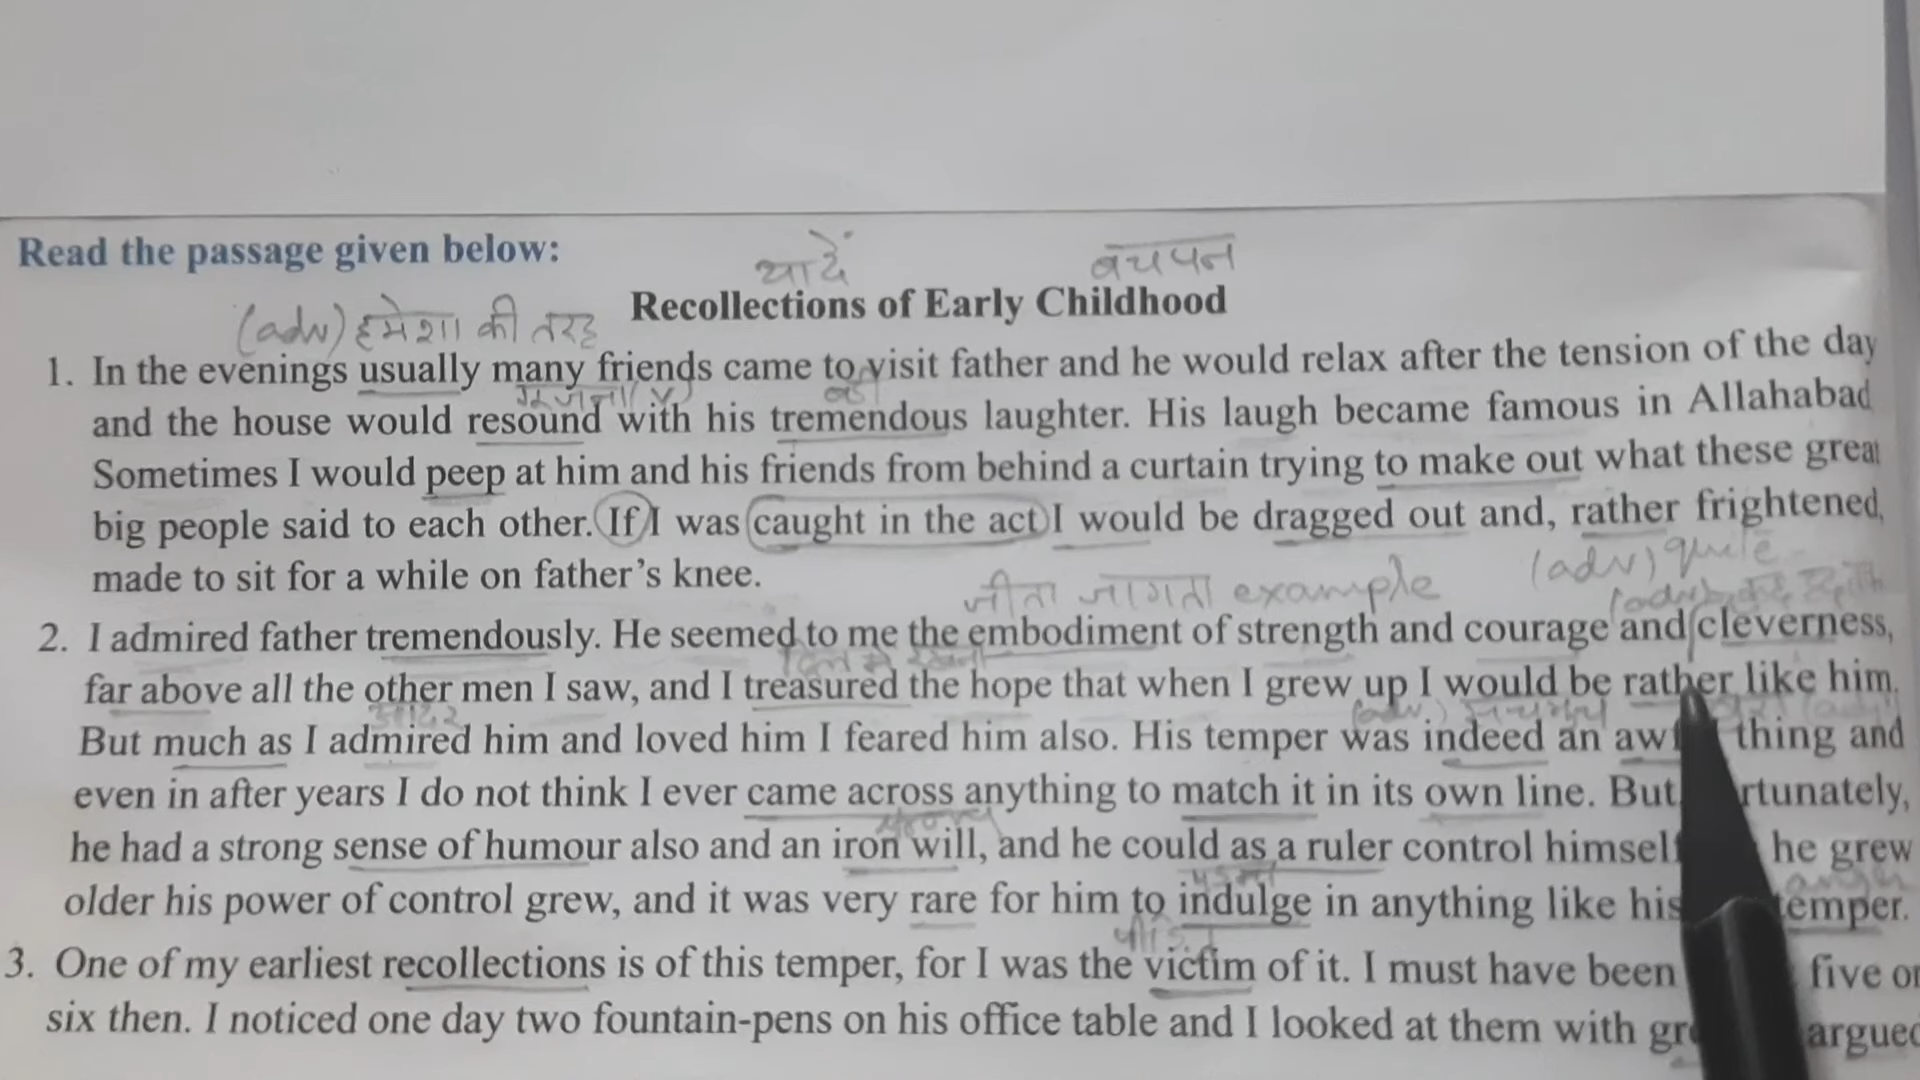 Read the passage given below:
यादें बचपन
Recollections of Early Childhood
(adv) हमेशा की तरह
1. In the evenings usually many friends came to visit father and he would relax after the tension of the day
गूंजना (v)
and the house would resound with his tremendous laughter. His laugh became famous in Allahabad
Sometimes I would peep at him and his friends from behind a curtain trying to make out what these great
big people said to each other. If I was caught in the act I would be dragged out and, rather frightened,
(adv) quite
made to sit for a while on father's knee.
जीता जागता example
2. I admired father tremendously. He seemed to me the embodiment of strength and courage and cleverness,
far above all the other men I saw, and I treasured the hope that when I grew up I would be rather like him.
आदर
But much as I admired him and loved him I feared him also. His temper was indeed an thing and
even in after years I do not think I ever came across anything to match it in its own line. But
he had a strong sense of humour also and an iron will, and he could as a ruler control he grew
anger
older his power of control grew, and it was very rare for him to indulge in anything like his temper.
3. One of my earliest recollections is of this temper, for I was the victim of it. I must have been five or
six then. I noticed one day two fountain-pens on his office table and I looked at them with argued